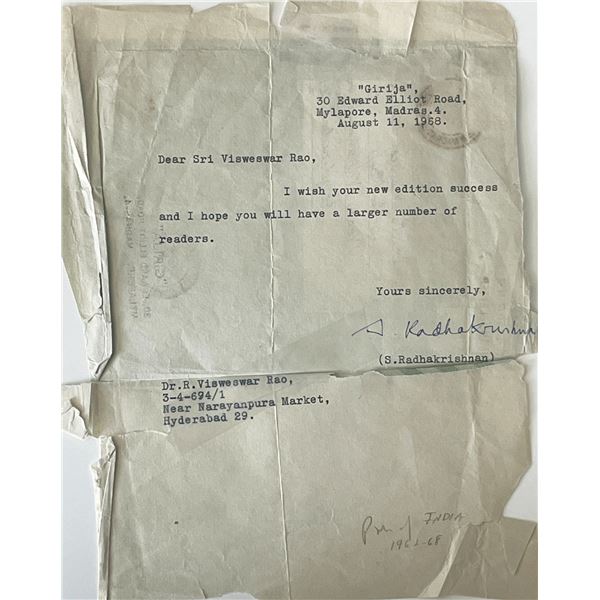 "Girija",
30 Edward Elliot Road,
Mylapore, Madras.4.
August 11, 1968.
Dear Sri Visweswar Rao,
I wish your new edition success
and I hope you will have a larger number of
readers.
Yours sincerely,
S. Radhakrishnan
(S.Radhakrishnan)
Dr.R.Visweswar Rao,
3-4-694/1
Near Narayanpura Market,
Hyderabad 29.
INDIA